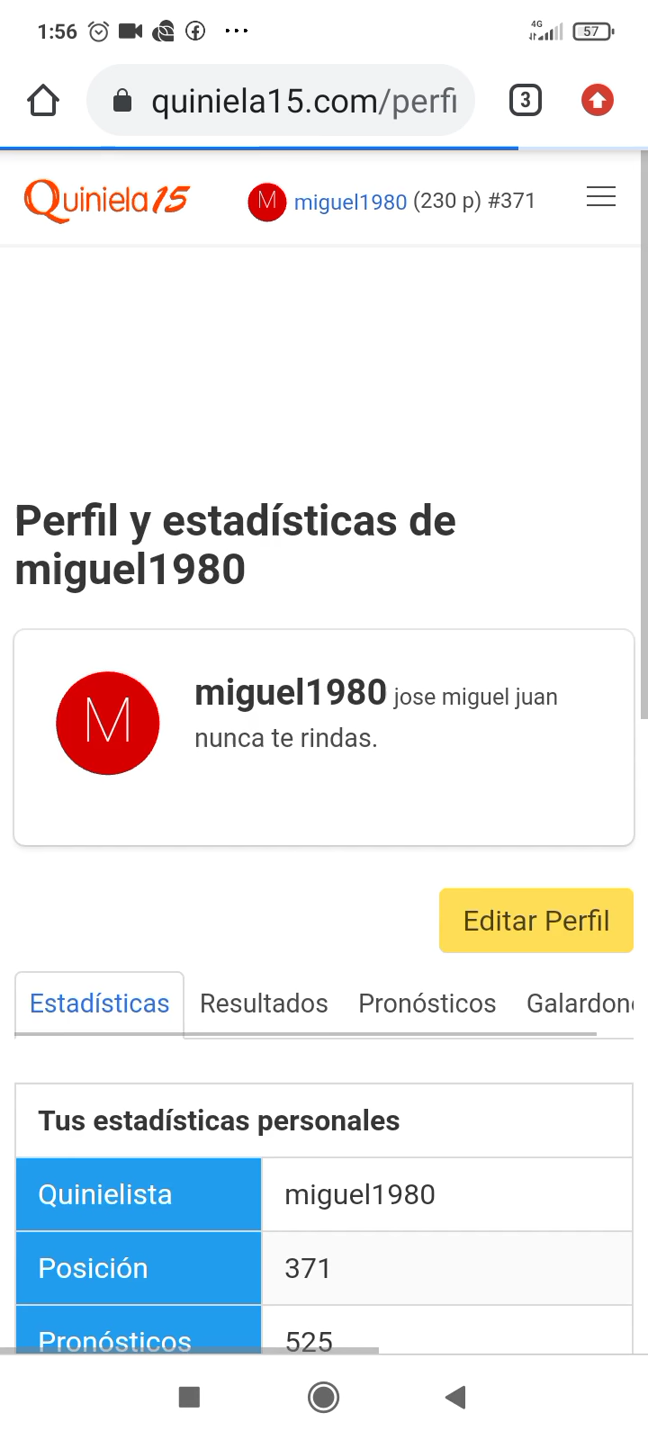 1:56 ... 4G 57
quiniela15.com/perfi 3
Quiniela15 M miguel1980 (230 p) #371
Perfil y estadísticas de
miguel1980
M miguel1980 jose miguel juan
nunca te rindas.
Editar Perfil
Estadísticas Resultados Pronósticos Galardon
Tus estadísticas personales
Quinielista miguel1980
Posición 371
Pronósticos 525